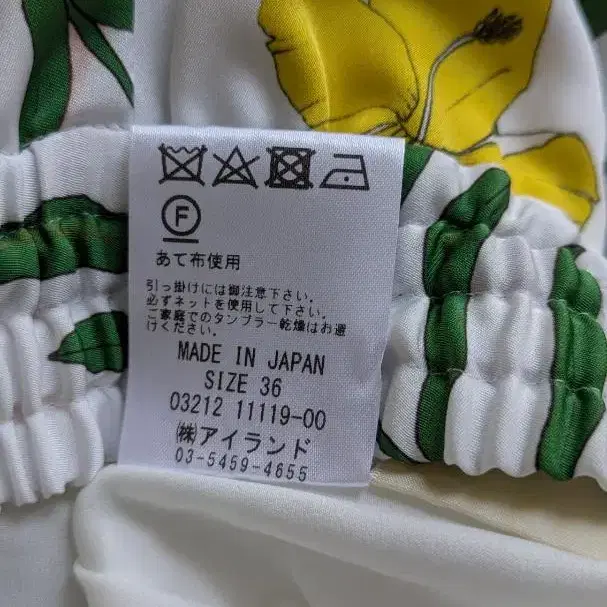 F
あて布使用
引っ掛けには御注意下さい。
必ずネットを使用して下さい。
ご家庭でのタンブラー乾燥はお避
けください。
MADE IN JAPAN
SIZE 36
03212 11119-00
㈱アイランド
03-5459-4655